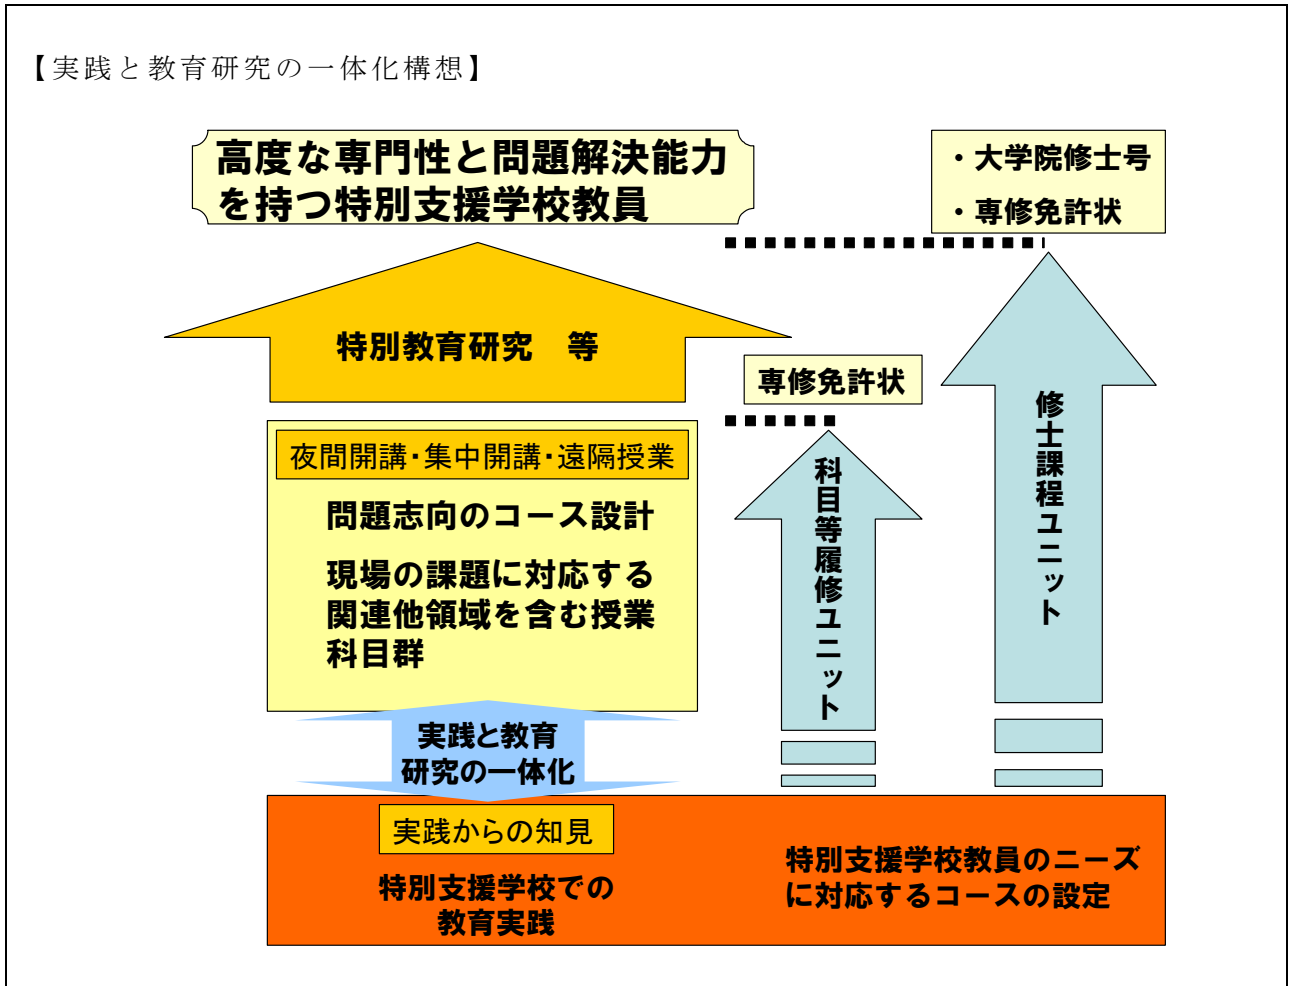 【実践と教育研究の一体化構想】
高度な専門性と問題解決能力
を持つ特別支援学校教員
・大学院修士号
・専修免許状
特別教育研究　等
専修免許状
夜間開講・集中開講・遠隔授業
問題志向のコース設計
現場の課題に対応する
関連他領域を含む授業
科目群
科目等履修ユニット
修士課程ユニット
実践と教育
研究の一体化
実践からの知見
特別支援学校での
教育実践
特別支援学校教員のニーズ
に対応するコースの設定